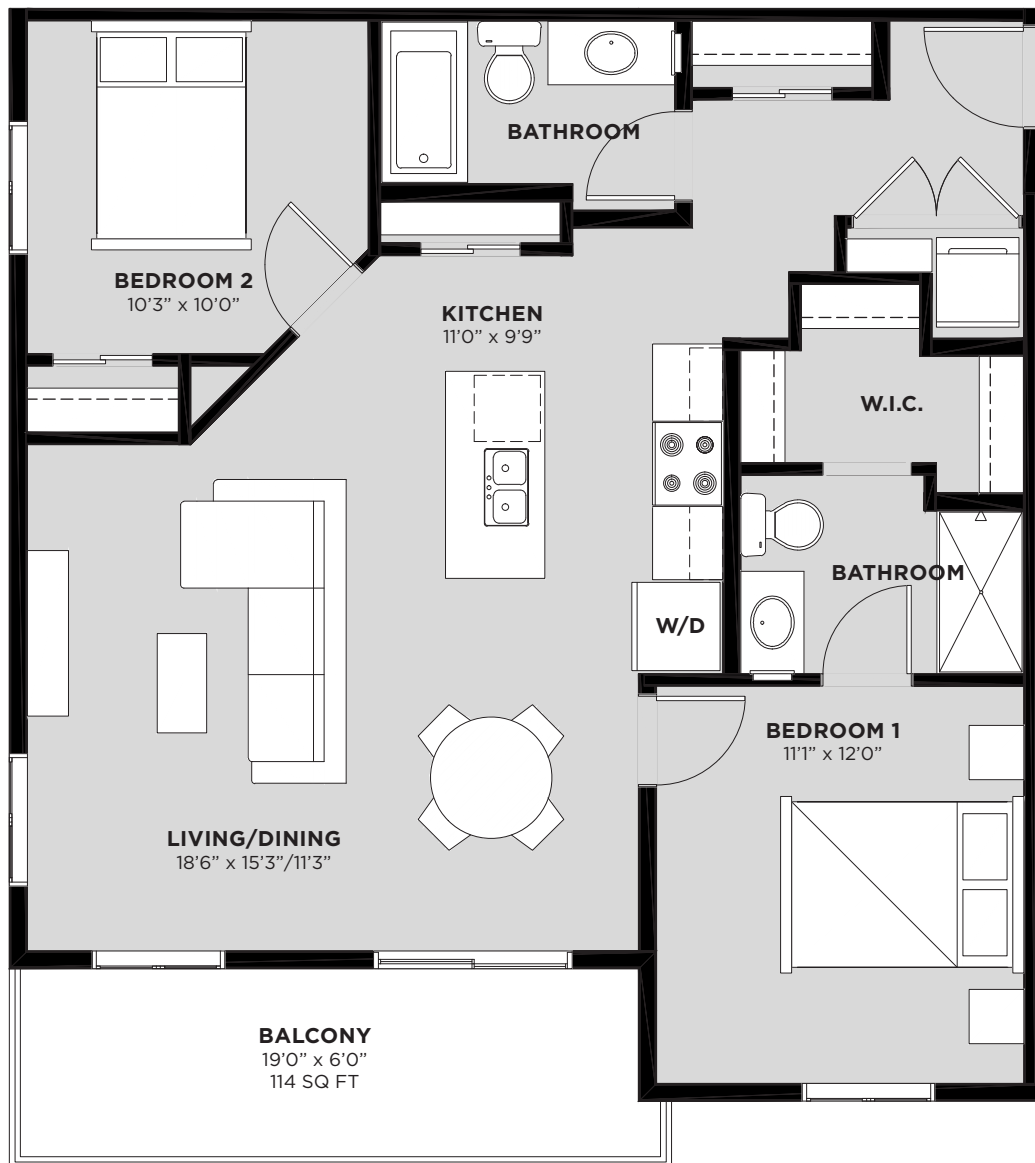 BATHROOM
BEDROOM 2
10’3” x 10’0”
KITCHEN
11’0” x 9’9”
W.I.C.
BATHROOM
W/D
BEDROOM 1
11’1” x 12’0”
LIVING/DINING
18’6” x 15’3”/11’3”
BALCONY
19’0” x 6’0”
114 SQ FT